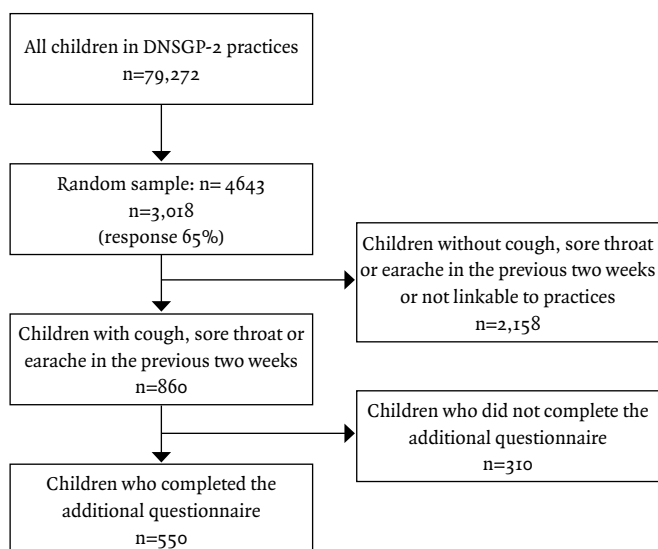 All children in DNSGP-2 practices
n=79,272
Random sample: n= 4643
n=3,018
(response 65%)
Children without cough, sore throat
or earache in the previous two weeks
or not linkable to practices
n=2,158
Children with cough, sore throat or
earache in the previous two weeks
n=860
Children who did not complete the
additional questionnaire
n=310
Children who completed the
additional questionnaire
n=550